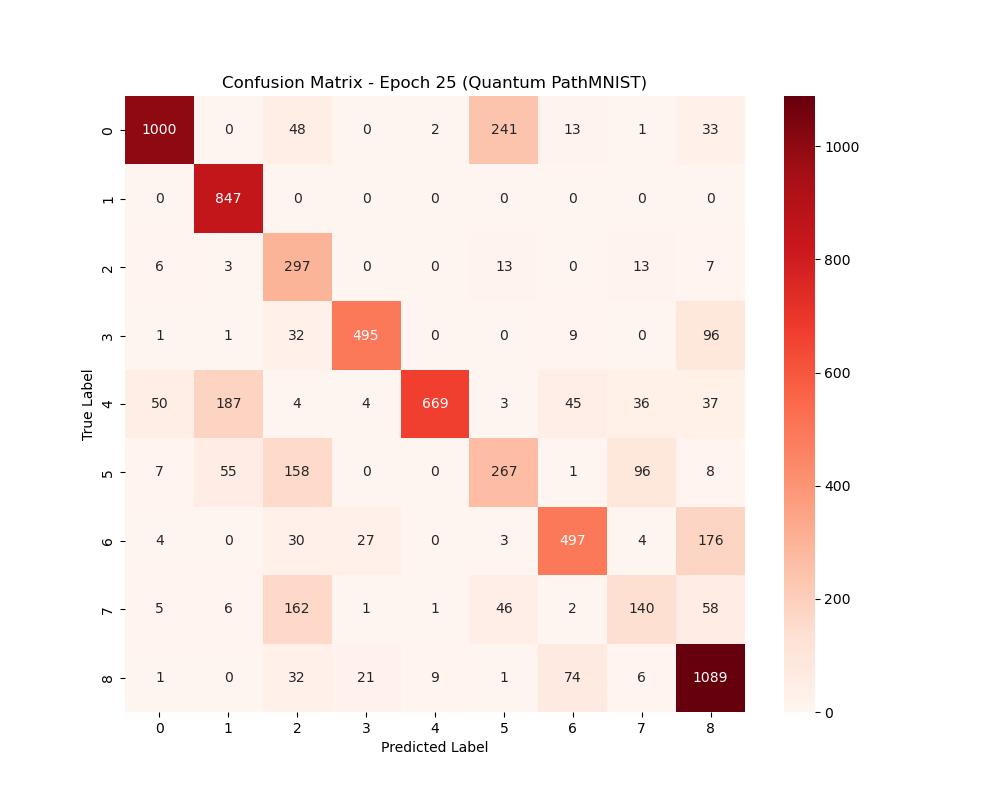 Confusion Matrix - Epoch 25 (Quantum PathMNIST)
0 1000 0 48 0 2 241 13 1 33
1 0 847 0 0 0 0 0 0 0
2 6 3 297 0 0 13 0 13 7
3 1 1 32 495 0 0 9 0 96
4 50 187 4 4 669 3 45 36 37
5 7 55 158 0 0 267 1 96 8
6 4 0 30 27 0 3 497 4 176
7 5 6 162 1 1 46 2 140 58
8 1 0 32 21 9 1 74 6 1089
0 1 2 3 4 5 6 7 8
Predicted Label
True Label
1000
800
600
400
200
0